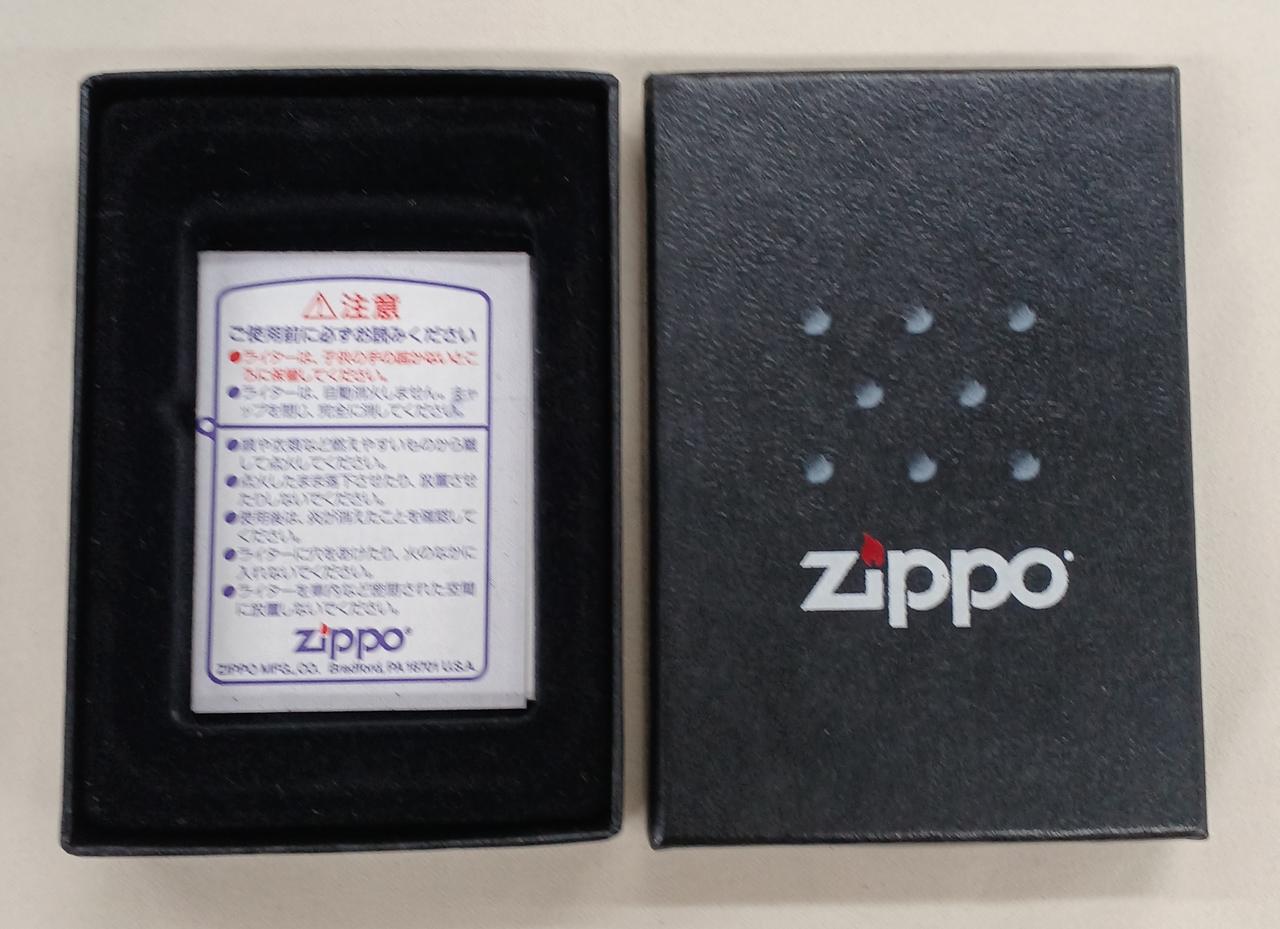 ⚠注意
ご使用前に必ずお読みください
●ライターは、子供の手の届かないとこ
ろに保管してください。
●ライターは、自動消火しません。キャ
ップを閉じ、完全に消してください。
●顔や衣類など燃えやすいものから離
して点火してください。
●点火したまま落下させたり、放置させ
たりしないでください。
●使用後は、炎が消えたことを確認して
ください。
●ライターに穴をあけたり、火のなかに
入れないでください。
●ライターを車内など密閉された空間
に放置しないでください。
zippo®
ZIPPO MFG., CO. Bradford, PA 16701 U.S.A.
zippo®